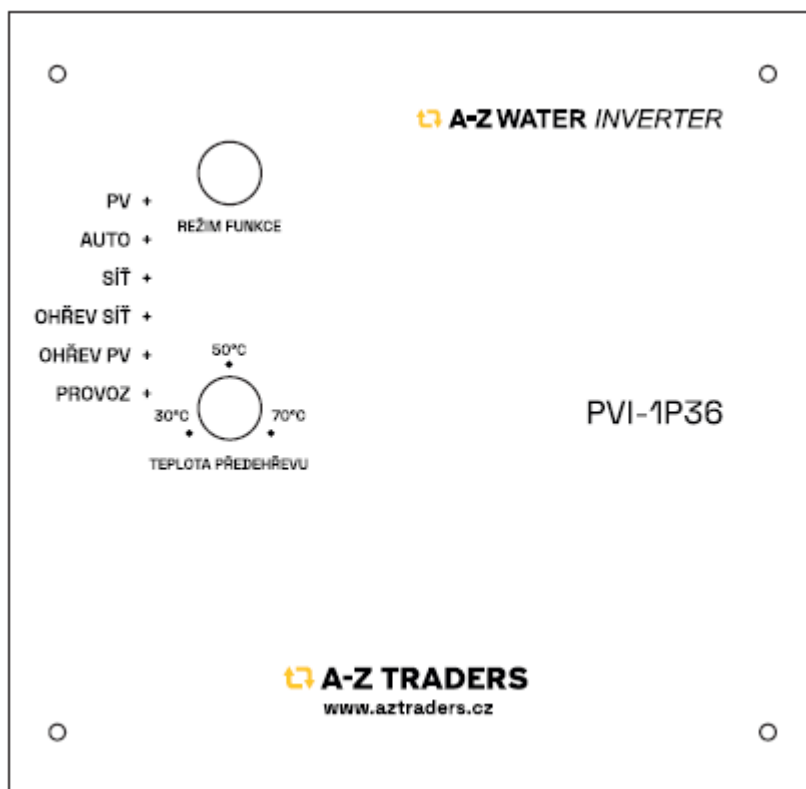 A-Z WATER INVERTER
PV
REŽIM FUNKCE
AUTO
SÍŤ
OHŘEV SÍŤ
OHŘEV PV
50°C
PROVOZ
30°C
70°C
PVI-1P36
TEPLOTA PŘEDEHŘEVU
A-Z TRADERS
www.aztraders.cz